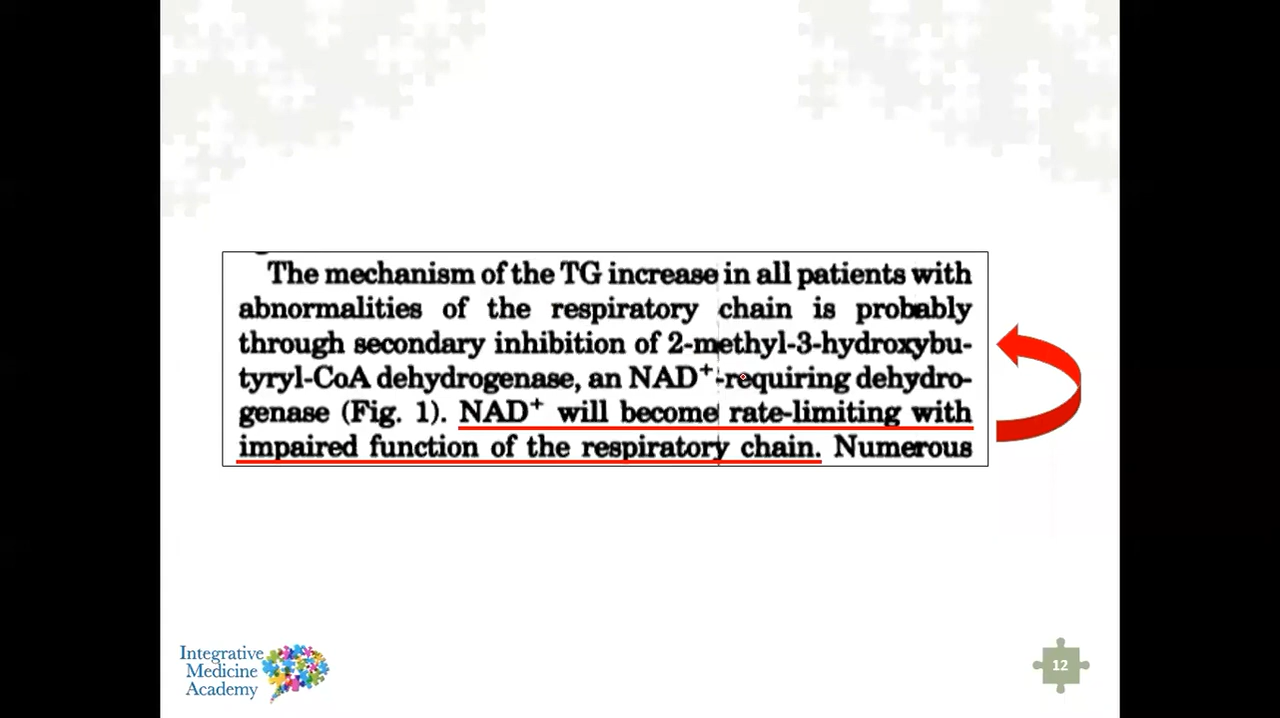 The mechanism of the TG increase in all patients with
abnormalities of the respiratory chain is probably
through secondary inhibition of 2-methyl-3-hydroxybu-
tyryl-CoA dehydrogenase, an NAD⁺-requiring dehydro-
genase (Fig. 1). NAD⁺ will become rate-limiting with
impaired function of the respiratory chain. Numerous
Integrative
Medicine
Academy
12